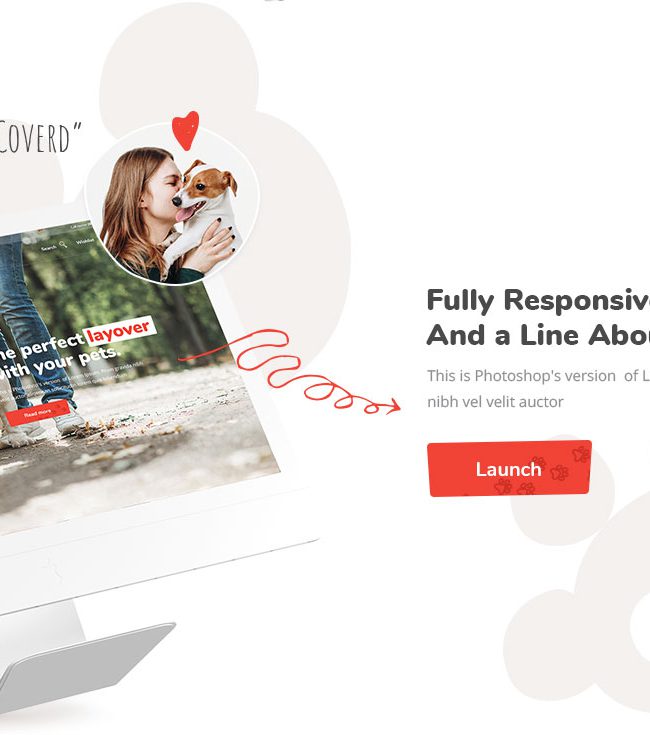 Coverd”
Search
Wishlist
he perfect layover
ith your pets.
Read more
Fully Responsiv
And a Line Abou
This is Photoshop's version of L
nibh vel velit auctor
Launch